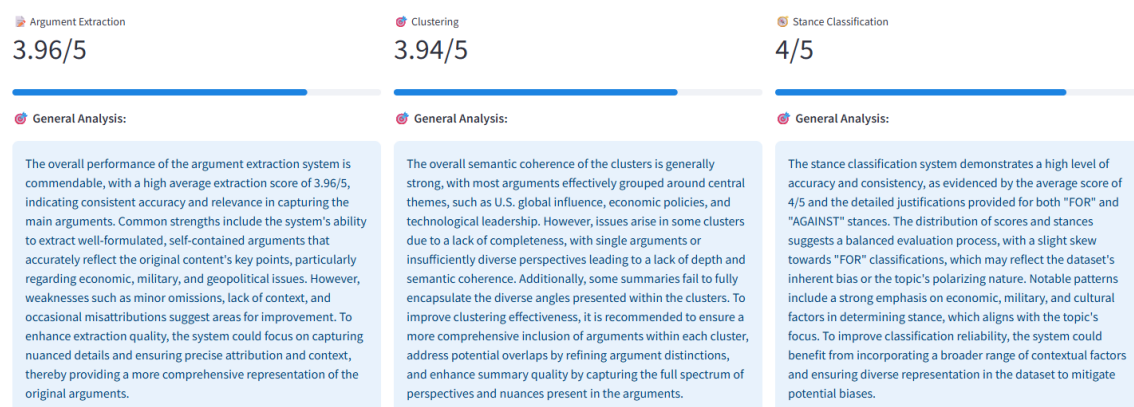 Argument Extraction
3.96/5
General Analysis:
The overall performance of the argument extraction system is
commendable, with a high average extraction score of 3.96/5,
indicating consistent accuracy and relevance in capturing the
main arguments. Common strengths include the system's ability
to extract well-formulated, self-contained arguments that
accurately reflect the original content's key points, particularly
regarding economic, military, and geopolitical issues. However,
weaknesses such as minor omissions, lack of context, and
occasional misattributions suggest areas for improvement. To
enhance extraction quality, the system could focus on capturing
nuanced details and ensuring precise attribution and context,
thereby providing a more comprehensive representation of the
original arguments.
Clustering
3.94/5
General Analysis:
The overall semantic coherence of the clusters is generally
strong, with most arguments effectively grouped around central
themes, such as U.S. global influence, economic policies, and
technological leadership. However, issues arise in some clusters
due to a lack of completeness, with single arguments or
insufficiently diverse perspectives leading to a lack of depth and
semantic coherence. Additionally, some summaries fail to fully
encapsulate the diverse angles presented within the clusters. To
improve clustering effectiveness, it is recommended to ensure a
more comprehensive inclusion of arguments within each cluster,
address potential overlaps by refining argument distinctions,
and enhance summary quality by capturing the full spectrum of
perspectives and nuances present in the arguments.
Stance Classification
4/5
General Analysis:
The stance classification system demonstrates a high level of
accuracy and consistency, as evidenced by the average score of
4/5 and the detailed justifications provided for both "FOR" and
"AGAINST" stances. The distribution of scores and stances
suggests a balanced evaluation process, with a slight skew
towards "FOR" classifications, which may reflect the dataset's
inherent bias or the topic's polarizing nature. Notable patterns
include a strong emphasis on economic, military, and cultural
factors in determining stance, which aligns with the topic's
focus. To improve classification reliability, the system could
benefit from incorporating a broader range of contextual factors
and ensuring diverse representation in the dataset to mitigate
potential biases.